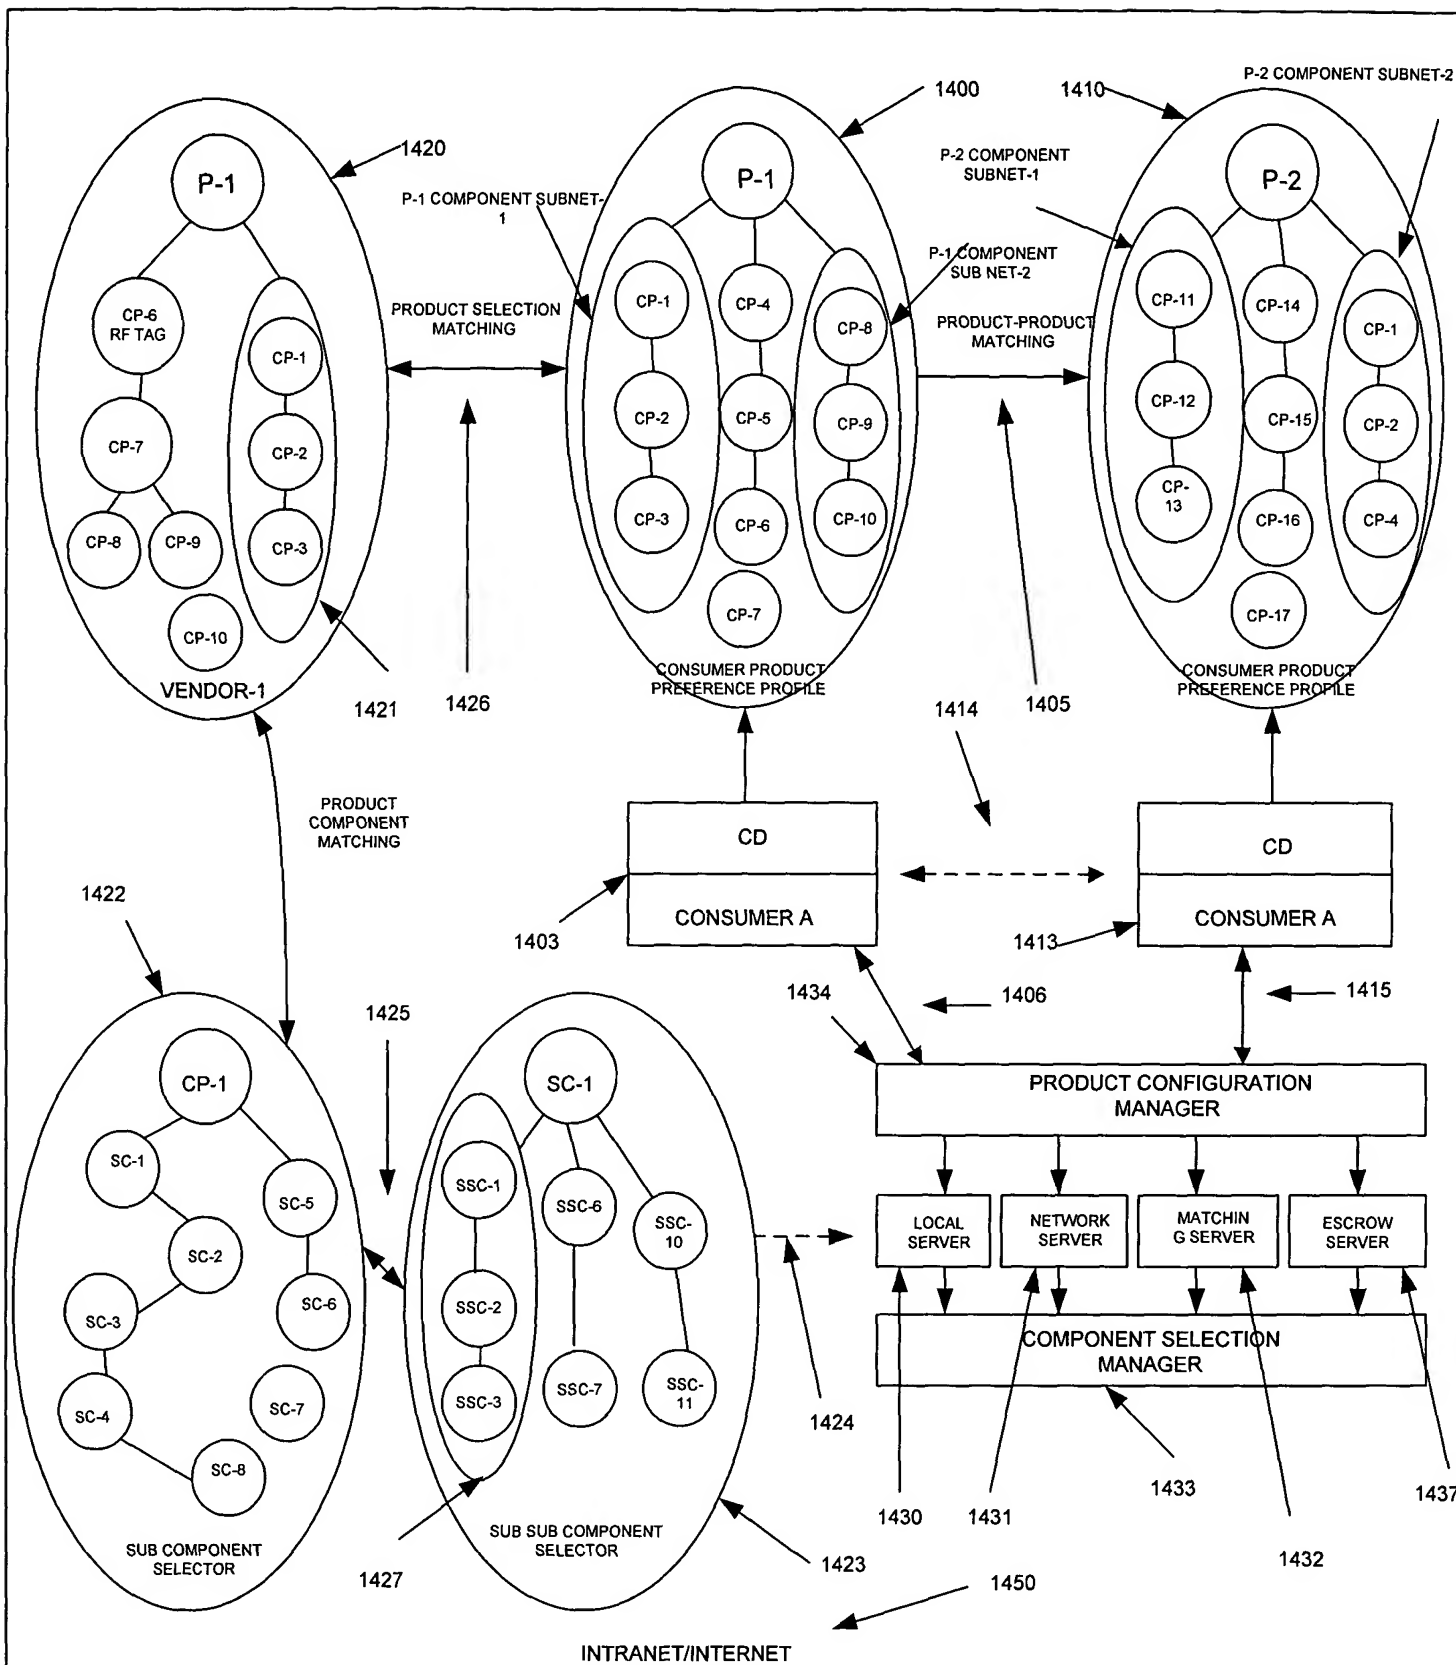 P-2 COMPONENT SUBNET-2
1400
1410
1420
P-1
P-1 COMPONENT SUBNET-
1
P-1
P-2 COMPONENT
SUBNET-1
P-2
P-1 COMPONENT
SUB NET-2
CP-6
RF TAG
CP-1
CP-7
CP-2
CP-8
CP-9
CP-3
CP-10
VENDOR-1
1421
PRODUCT SELECTION
MATCHING
1426
CP-1
CP-4
CP-8
CP-2
CP-5
CP-9
CP-3
CP-6
CP-10
CP-7
CONSUMER PRODUCT
PREFERENCE PROFILE
PRODUCT-PRODUCT
MATCHING
1405
CP-11
CP-14
CP-1
CP-12
CP-15
CP-2
CP-
13
CP-16
CP-4
CP-17
CONSUMER PRODUCT
PREFERENCE PROFILE
1414
PRODUCT
COMPONENT
MATCHING
CD
CONSUMER A
1403
CD
CONSUMER A
1413
1422
1425
1434
1406
1415
CP-1
SC-1
SC-5
SC-2
SC-6
SC-3
SC-7
SC-4
SC-8
SUB COMPONENT
SELECTOR
SC-1
SSC-1
SSC-6
SSC-
10
SSC-2
SSC-7
SSC-
11
SSC-3
SUB SUB COMPONENT
SELECTOR
1427
1423
1424
PRODUCT CONFIGURATION
MANAGER
LOCAL
SERVER
NETWORK
SERVER
MATCHIN
G SERVER
ESCROW
SERVER
COMPONENT SELECTION
MANAGER
1430
1431
1433
1432
1437
1450
INTRANET/INTERNET